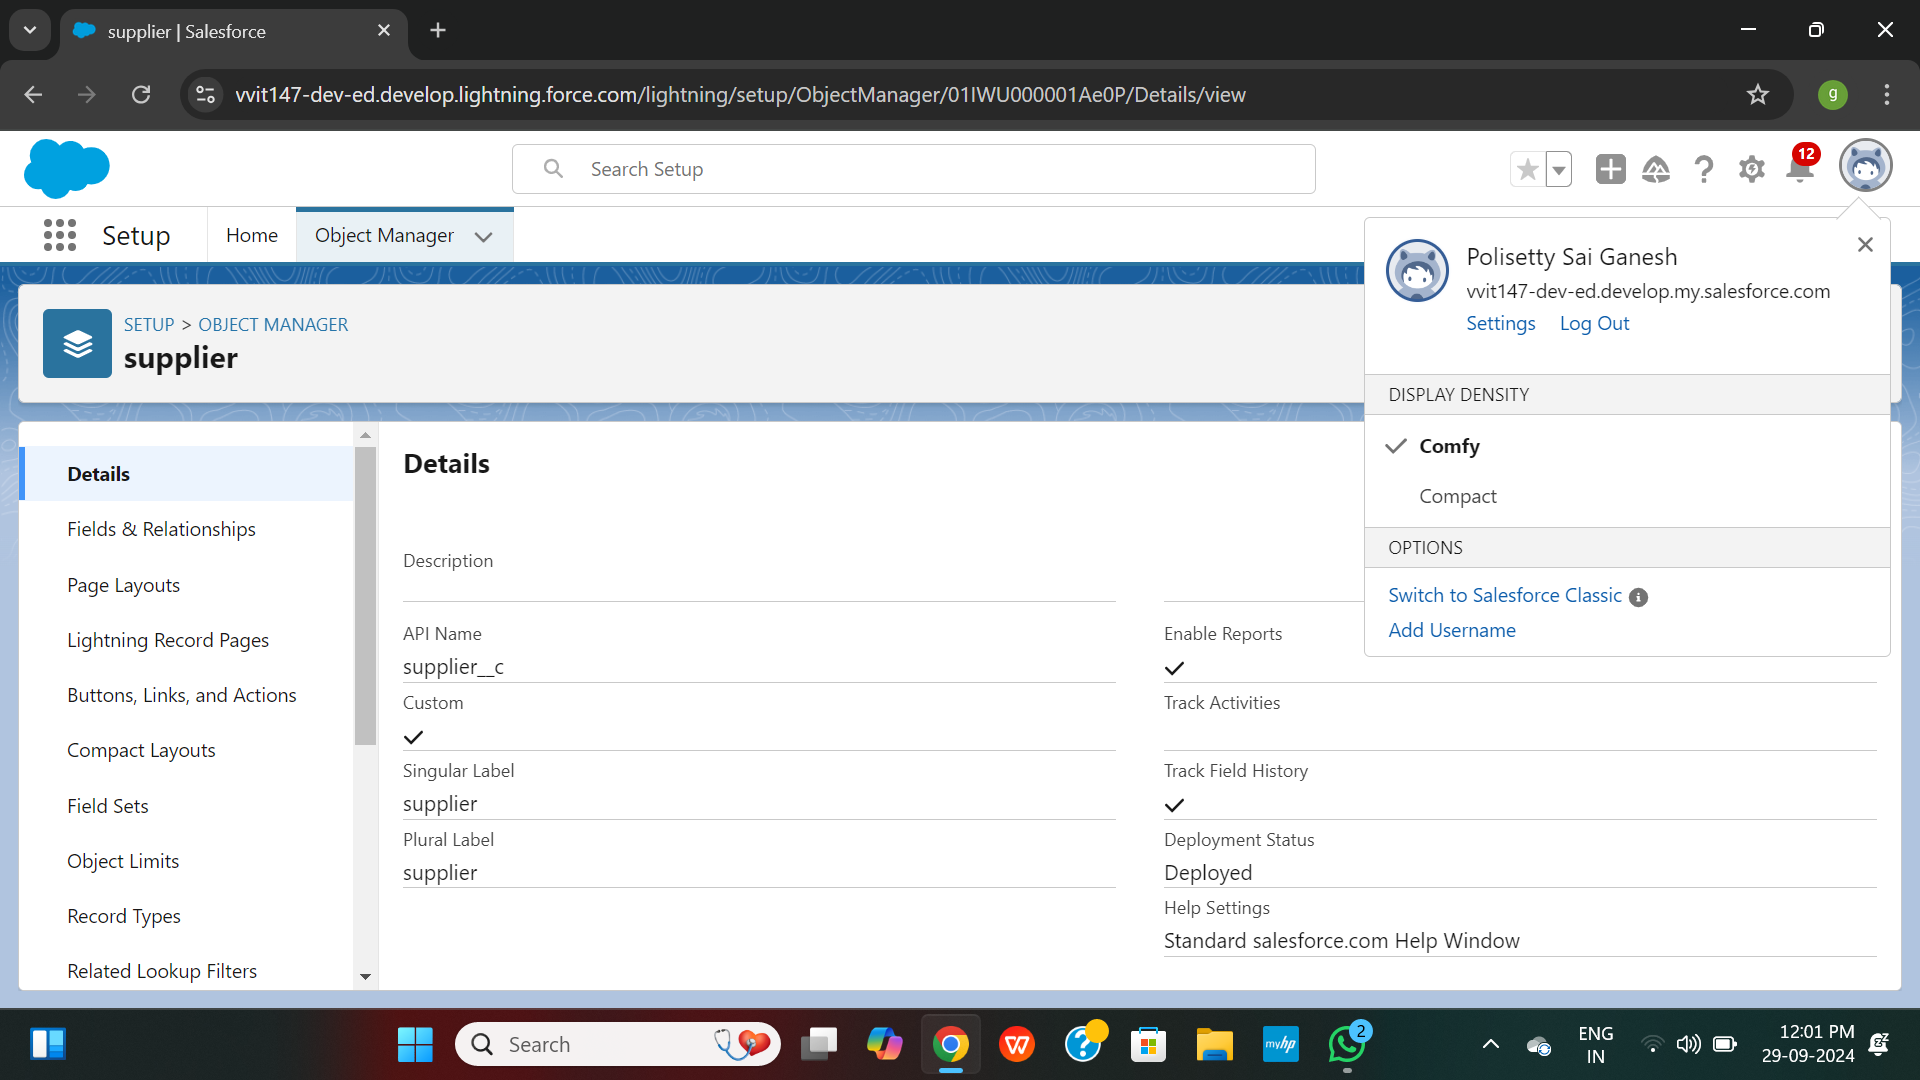 supplier | Salesforce
vvit147-dev-ed.develop.lightning.force.com/lightning/setup/ObjectManager/01IWU000001Ae0P/Details/view
g
Search Setup
12
Setup
Home
Object Manager
SETUP > OBJECT MANAGER
supplier
Polisetty Sai Ganesh
vvit147-dev-ed.develop.my.salesforce.com
Settings
Log Out
DISPLAY DENSITY
Comfy
Compact
OPTIONS
Switch to Salesforce Classic
Add Username
Details
Fields & Relationships
Page Layouts
Lightning Record Pages
Buttons, Links, and Actions
Compact Layouts
Field Sets
Object Limits
Record Types
Related Lookup Filters
Details
Description
API Name
supplier__c
Custom
Singular Label
supplier
Plural Label
supplier
Enable Reports
Track Activities
Track Field History
Deployment Status
Deployed
Help Settings
Standard salesforce.com Help Window
Search
myhp
2
ENG
IN
12:01 PM
29-09-2024